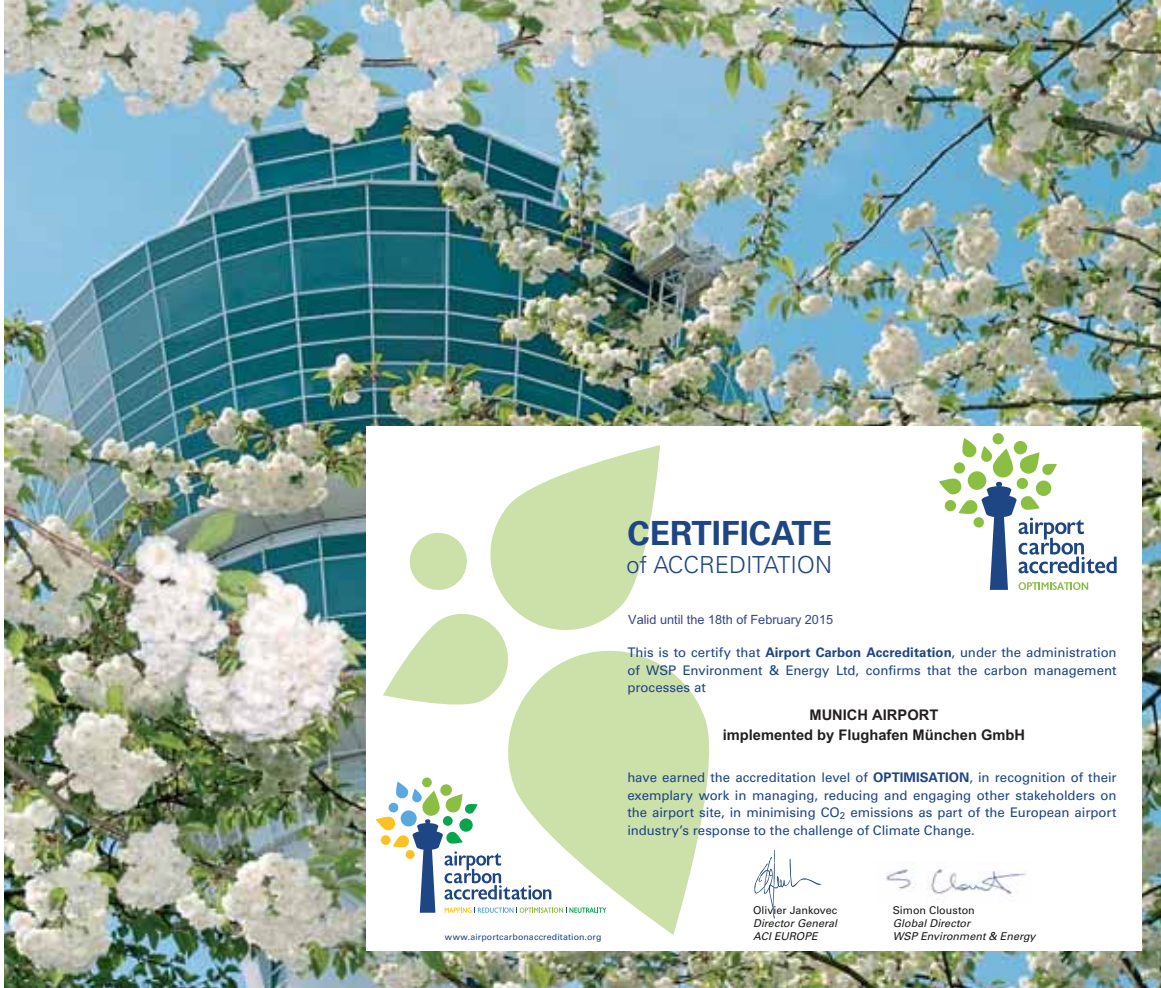 CERTIFICATE
of ACCREDITATION
airport
carbon
accredited
OPTIMISATION
Valid until the 18th of February 2015
This is to certify that Airport Carbon Accreditation, under the administration
of WSP Environment & Energy Ltd, confirms that the carbon management
processes at
MUNICH AIRPORT
implemented by Flughafen München GmbH
have earned the accreditation level of OPTIMISATION, in recognition of their
exemplary work in managing, reducing and engaging other stakeholders on
the airport site, in minimising CO₂ emissions as part of the European airport
industry's response to the challenge of Climate Change.
airport
carbon
accreditation
MAPPING I REDUCTION I OPTIMISATION I NEUTRALITY
www.airportcarbonaccreditation.org
S Clouston
Olivier Jankovec
Director General
ACI EUROPE
Simon Clouston
Global Director
WSP Environment & Energy